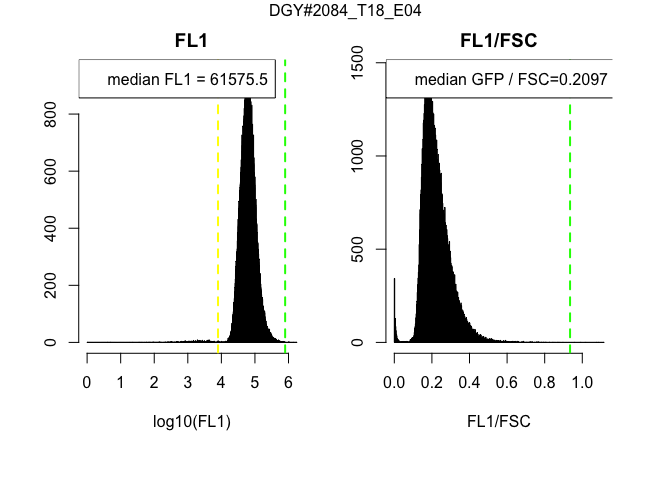 DGY#2084_T18_E04
FL1
median FL1 = 61575.5
0
200
400
600
800
0 1 2 3 4 5 6
log10(FL1)
FL1/FSC
median GFP / FSC=0.2097
0
500
1000
1500
0.0 0.2 0.4 0.6 0.8 1.0
FL1/FSC